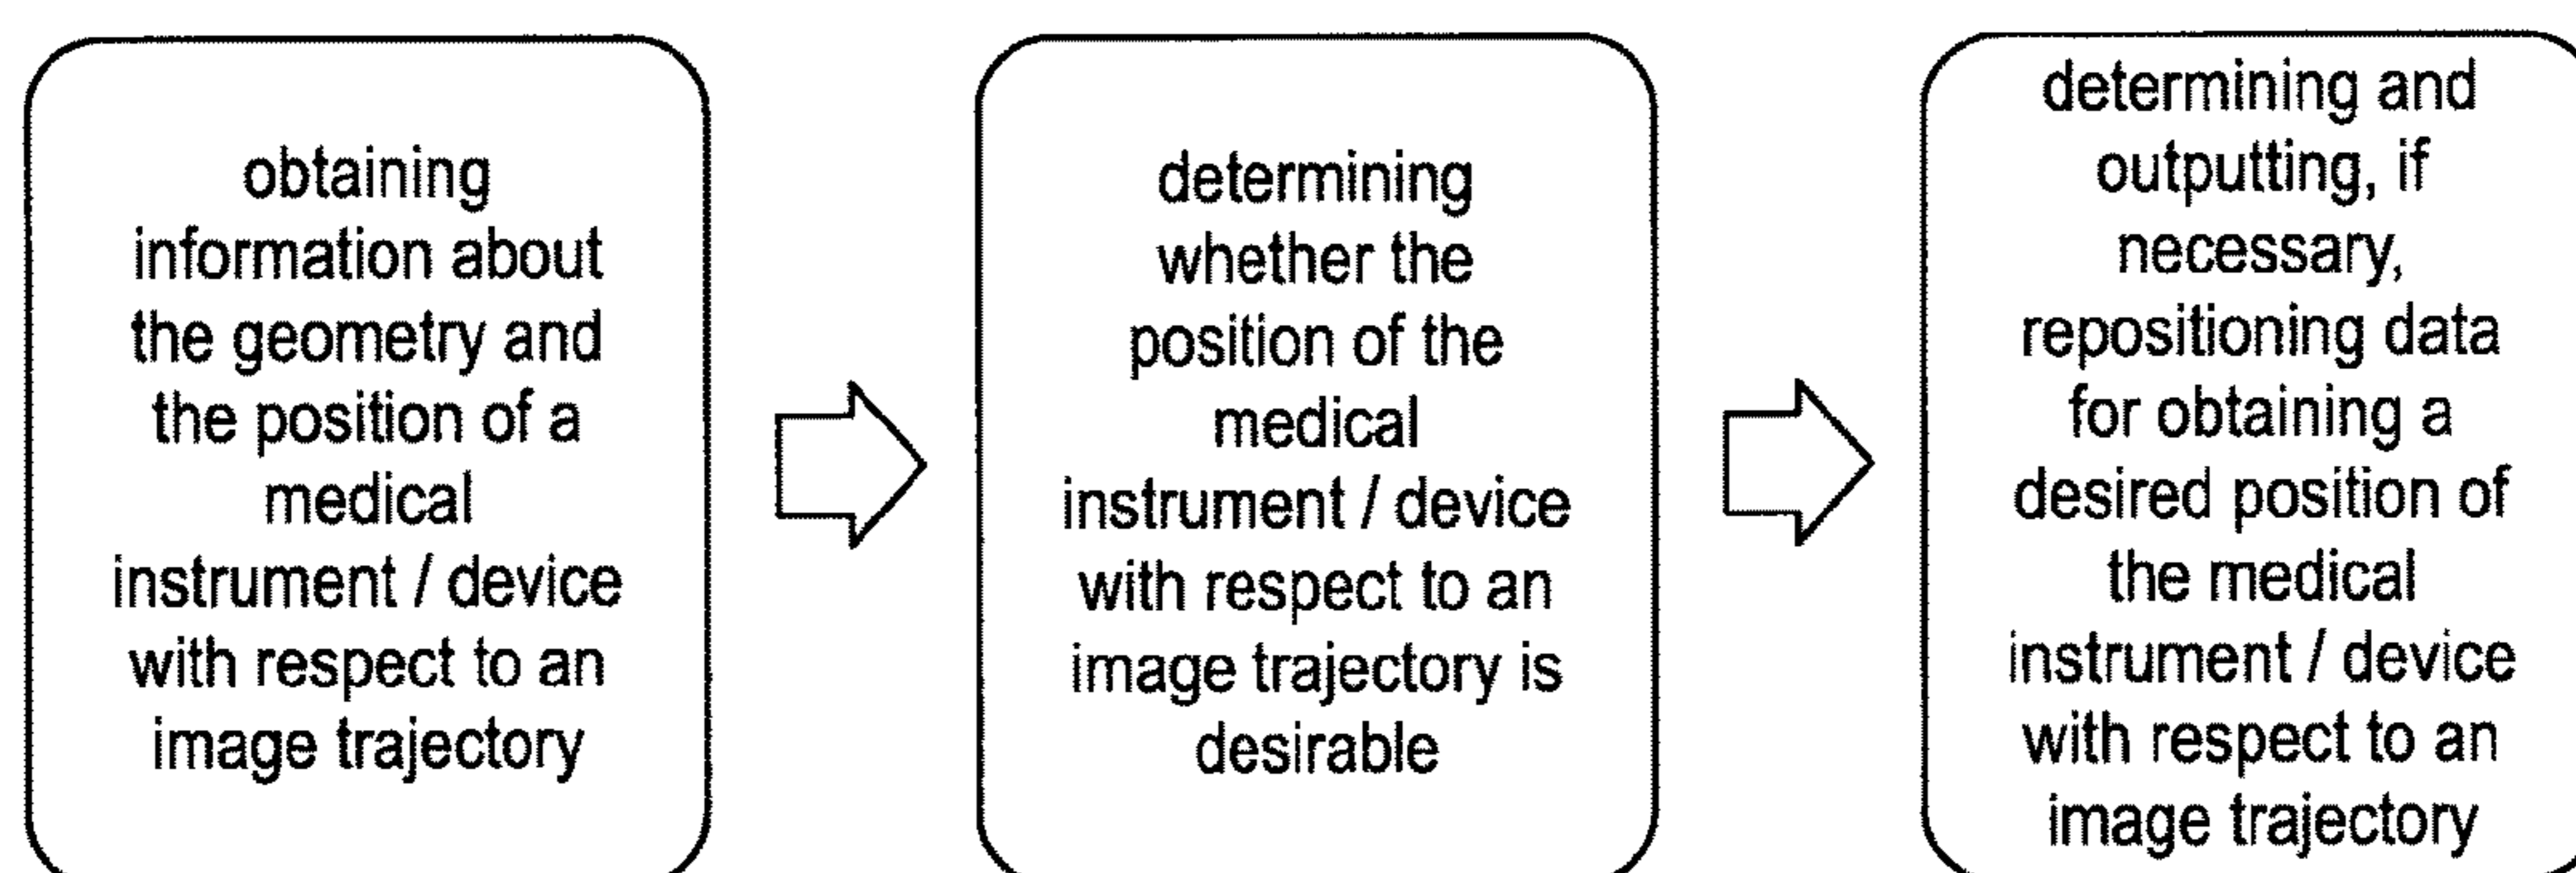 obtaining
information about
the geometry and
the position of a
medical
instrument / device
with respect to an
image trajectory
determining
whether the
position of the
medical
instrument / device
with respect to an
image trajectory is
desirable
determining and
outputting, if
necessary,
repositioning data
for obtaining a
desired position of
the medical
instrument / device
with respect to an
image trajectory